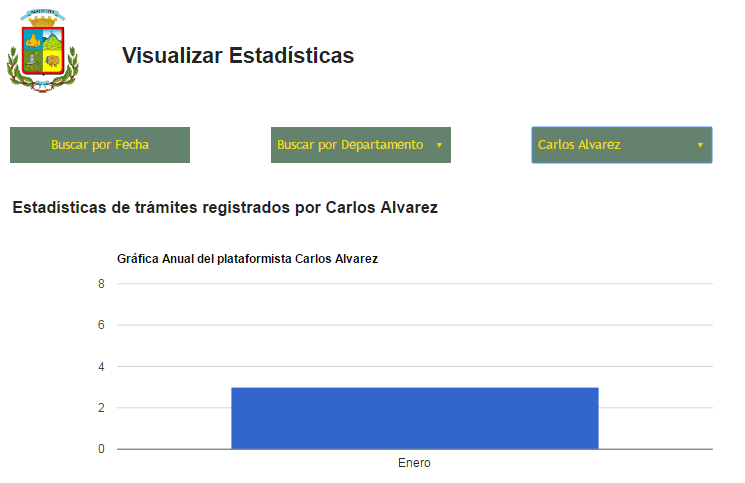 Visualizar Estadísticas
Buscar por Fecha
Buscar por Departamento
Carlos Alvarez
Estadísticas de trámites registrados por Carlos Alvarez
Gráfica Anual del plataformista Carlos Alvarez
8
6
4
2
0
Enero